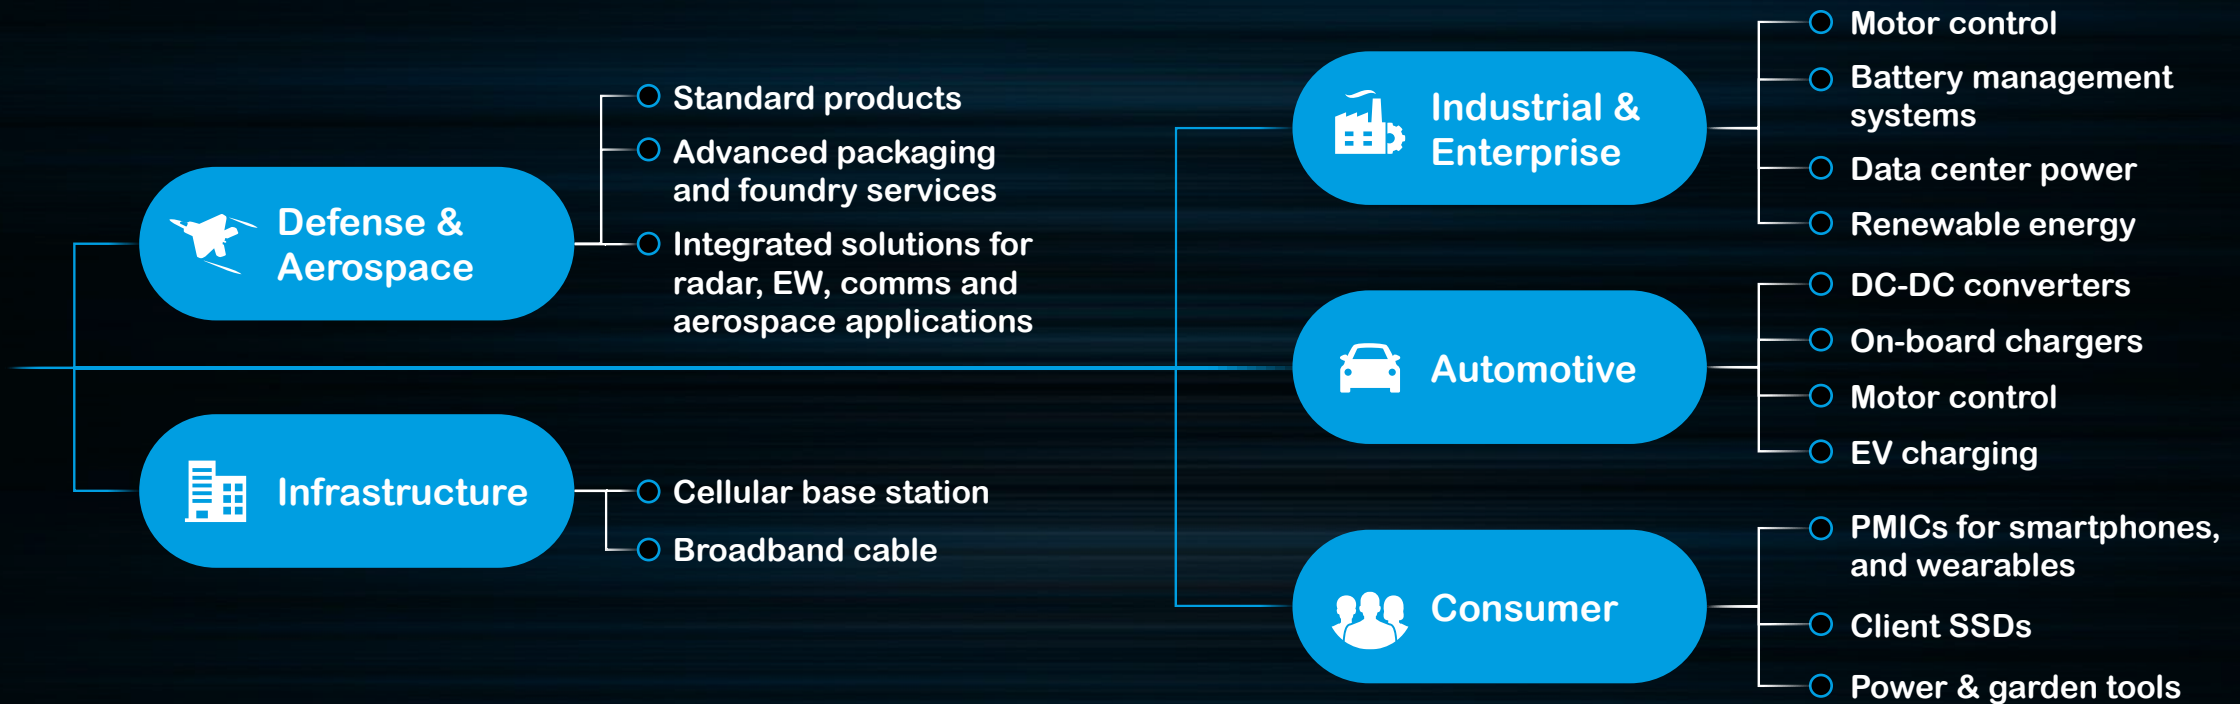 Defense &
Aerospace
Standard products
Advanced packaging
and foundry services
Integrated solutions for
radar, EW, comms and
aerospace applications
Infrastructure
Cellular base station
Broadband cable
Industrial &
Enterprise
Motor control
Battery management
systems
Data center power
Renewable energy
Automotive
DC-DC converters
On-board chargers
Motor control
EV charging
Consumer
PMICs for smartphones,
and wearables
Client SSDs
Power & garden tools